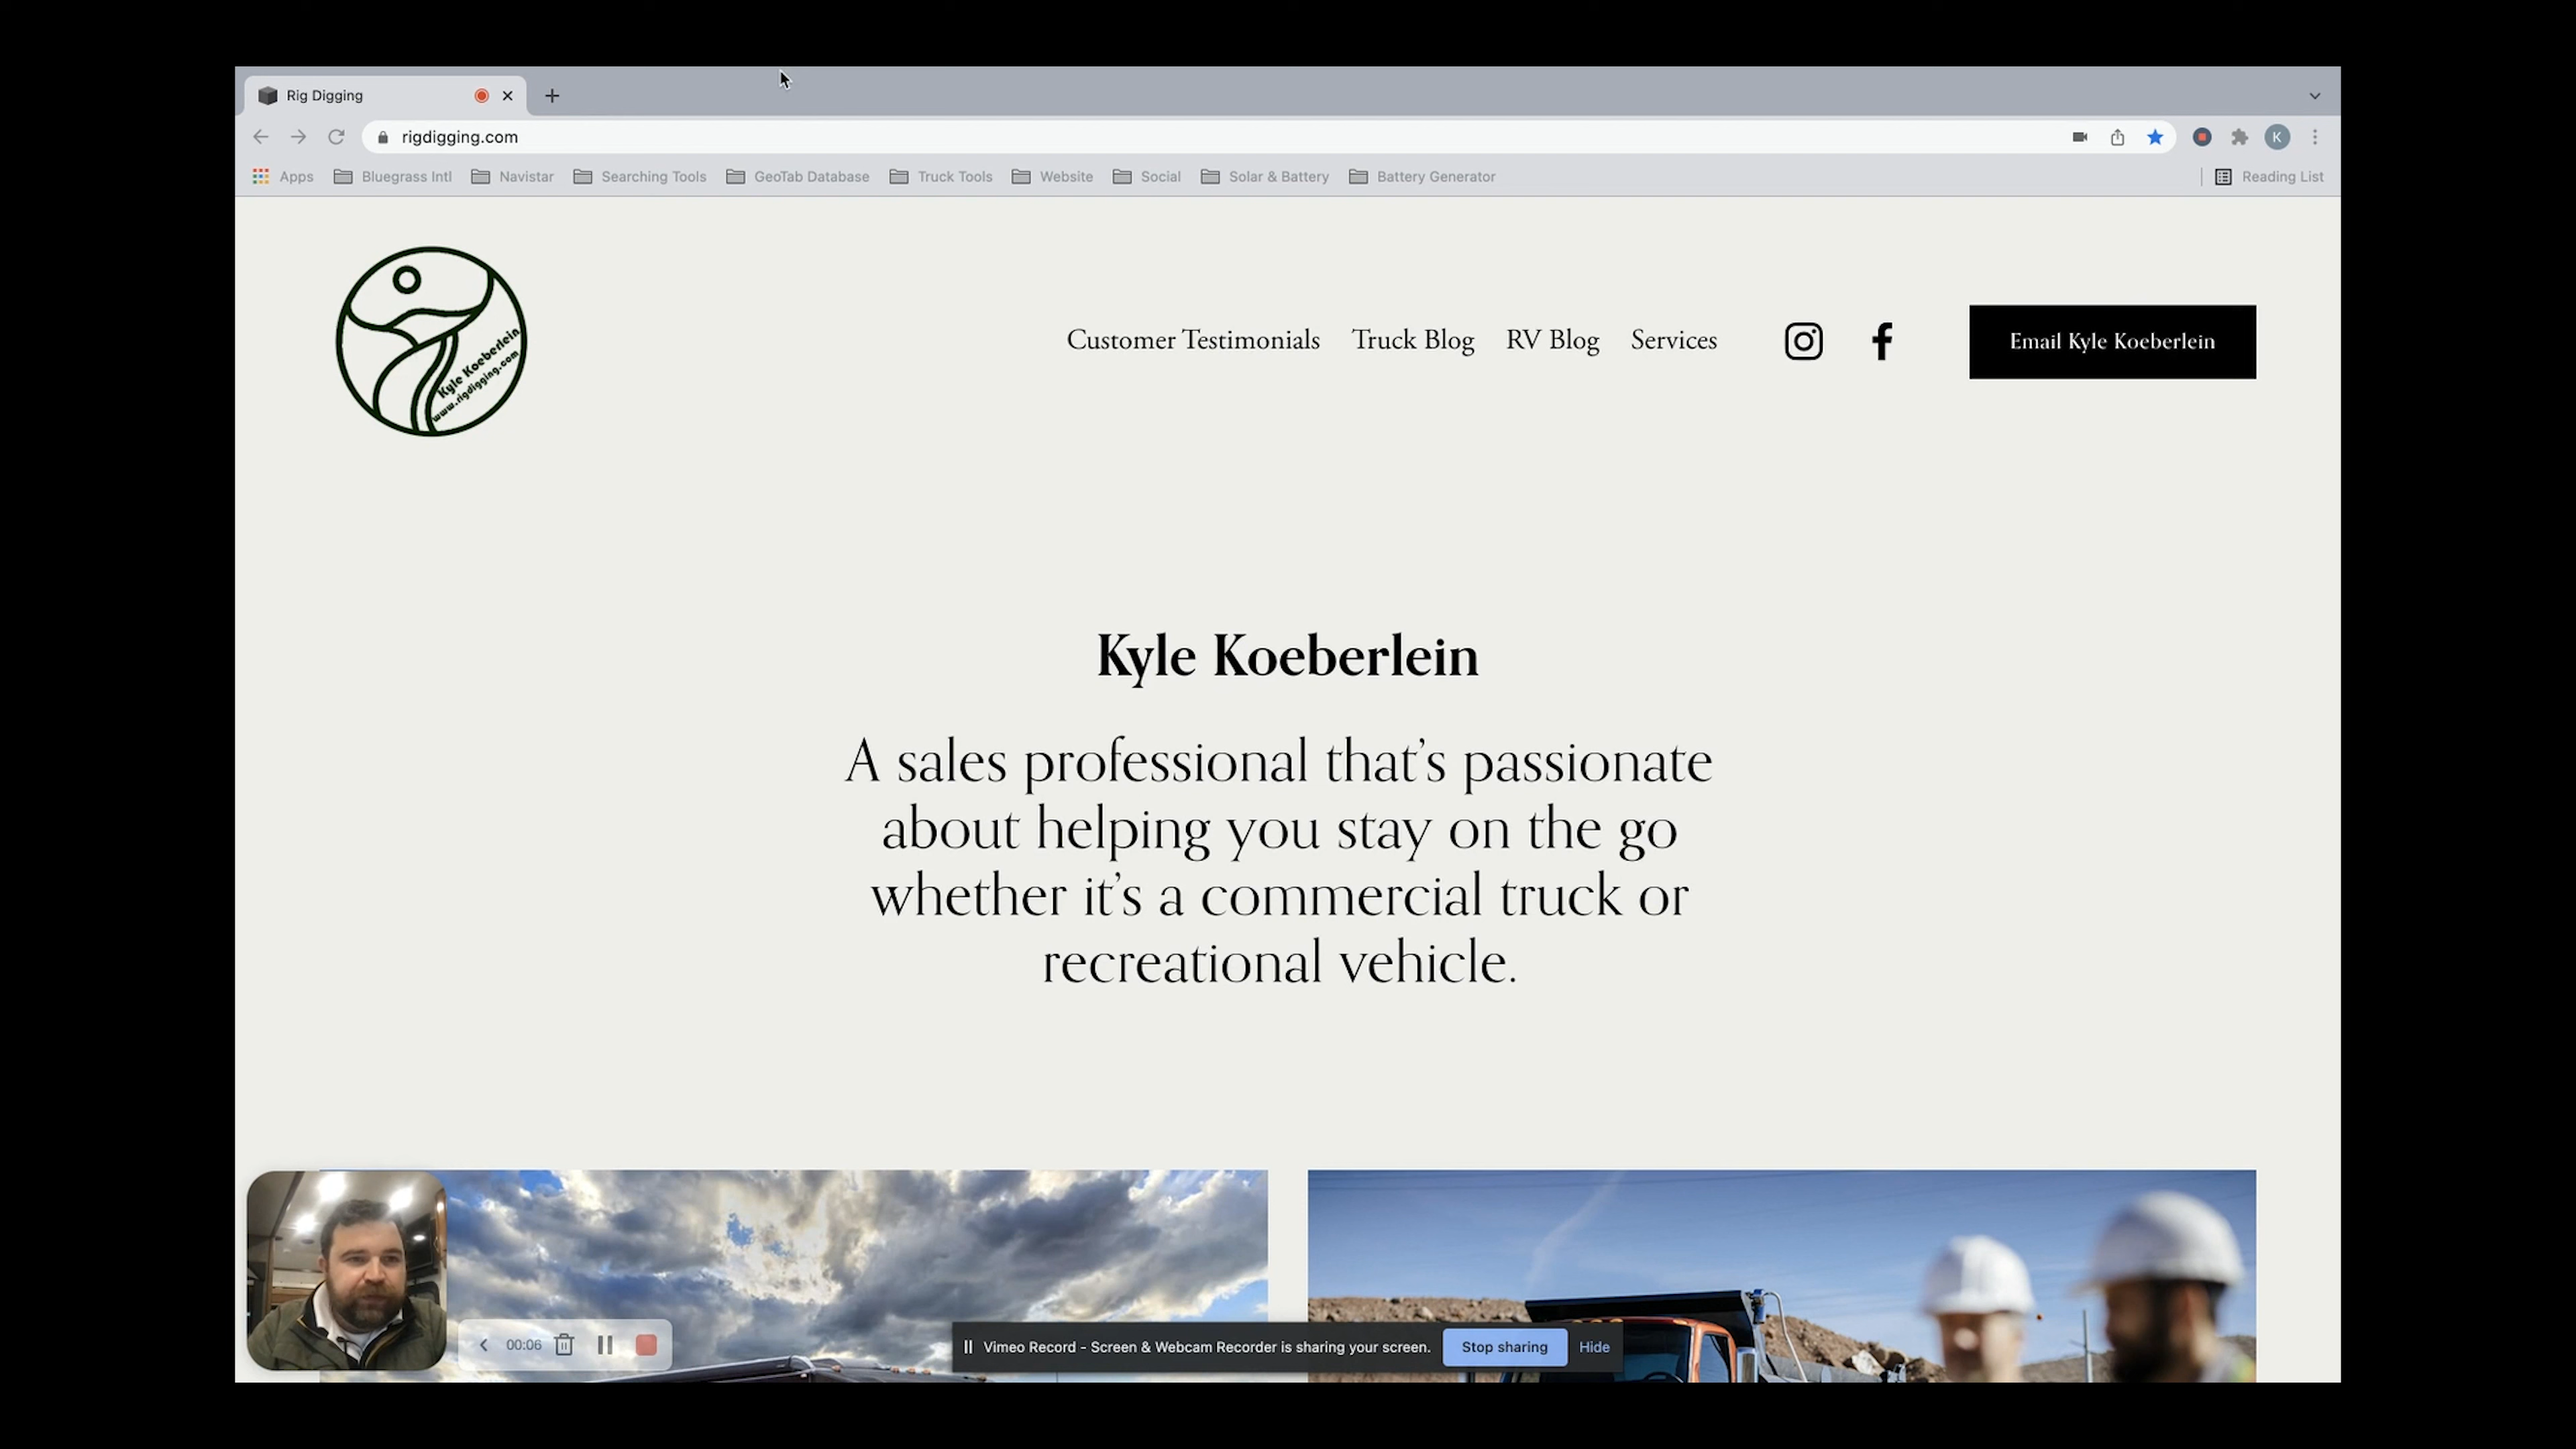 Rig Digging
rigdigging.com
Apps Bluegrass Intl Navistar Searching Tools GeoTab Database Truck Tools Website Social Solar & Battery Battery Generator Reading List
K
Kyle Koeberlein
www.rigdigging.com
Customer Testimonials Truck Blog RV Blog Services Email Kyle Koeberlein
Kyle Koeberlein
A sales professional that’s passionate
about helping you stay on the go
whether it’s a commercial truck or
recreational vehicle.
00:06
Vimeo Record - Screen & Webcam Recorder is sharing your screen. Stop sharing Hide